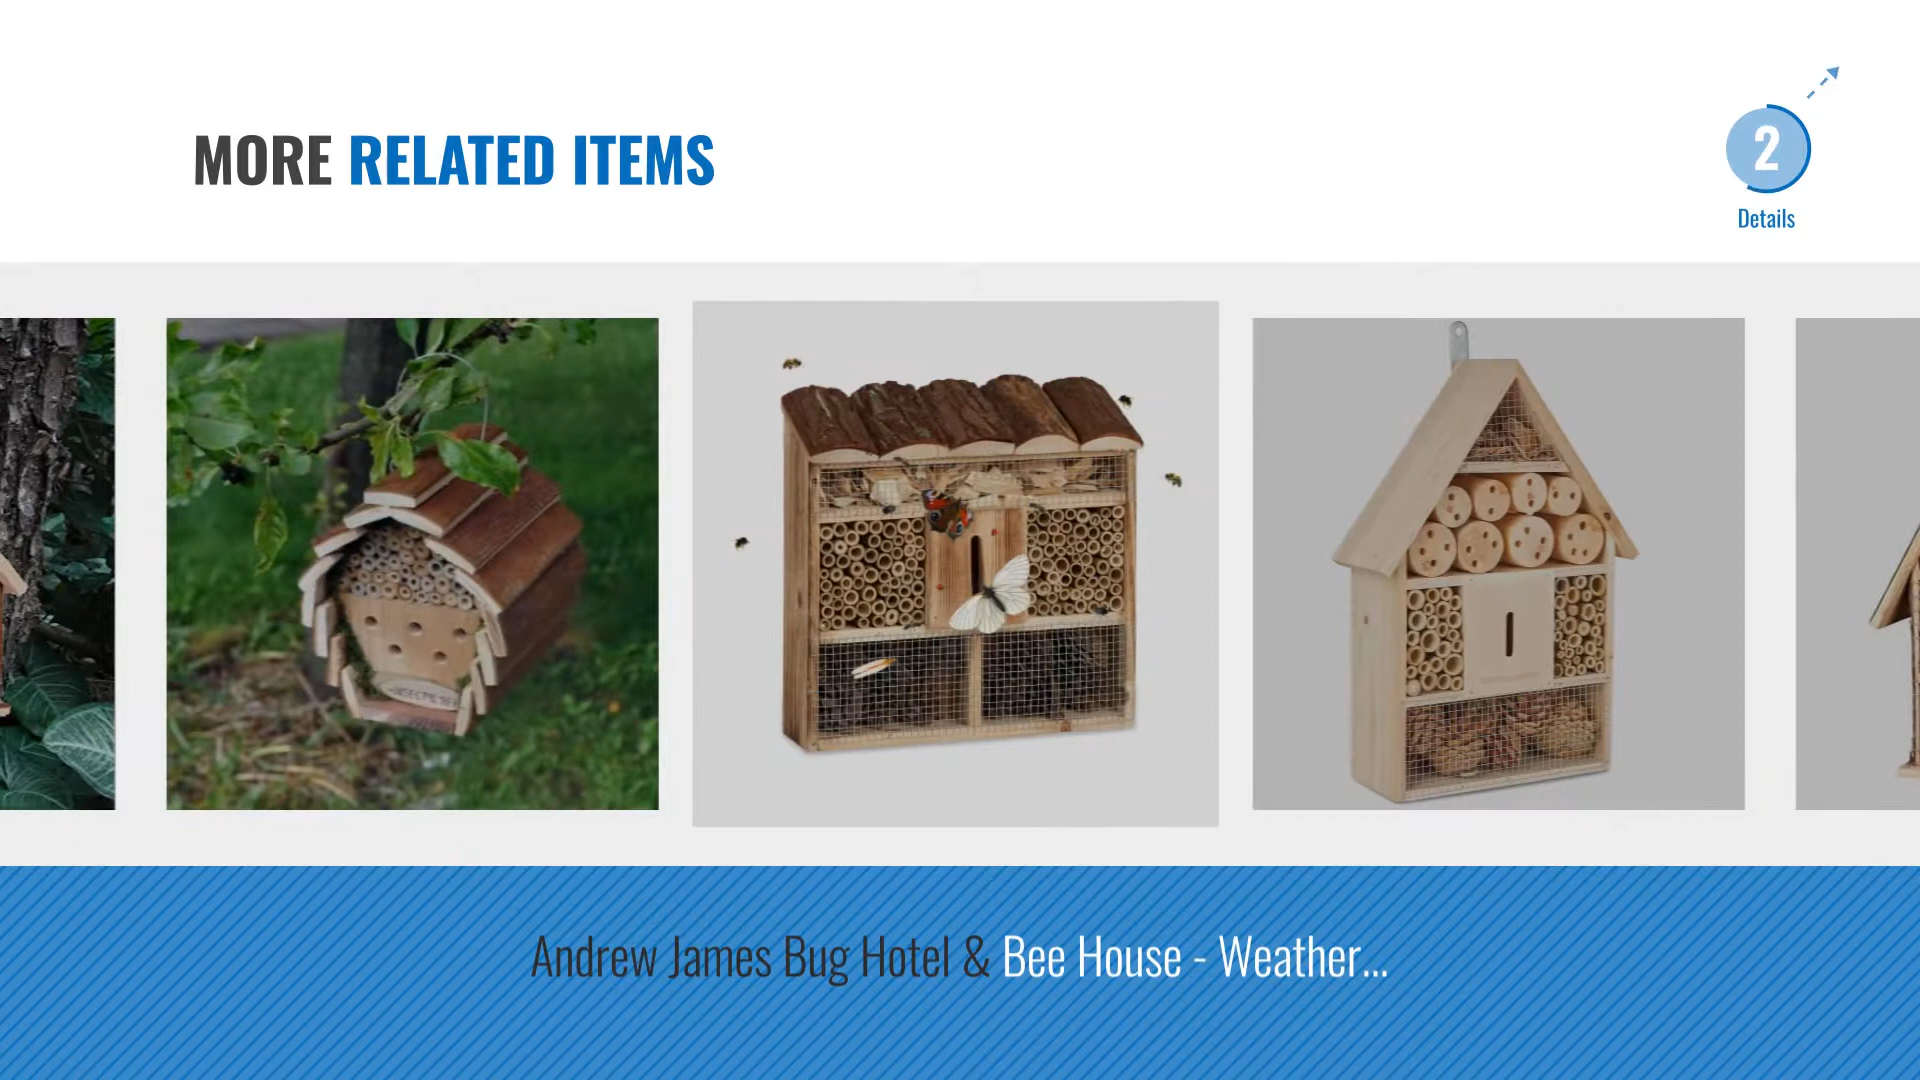 MORE RELATED ITEMS
2
Details
Andrew James Bug Hotel & Bee House - Weather...